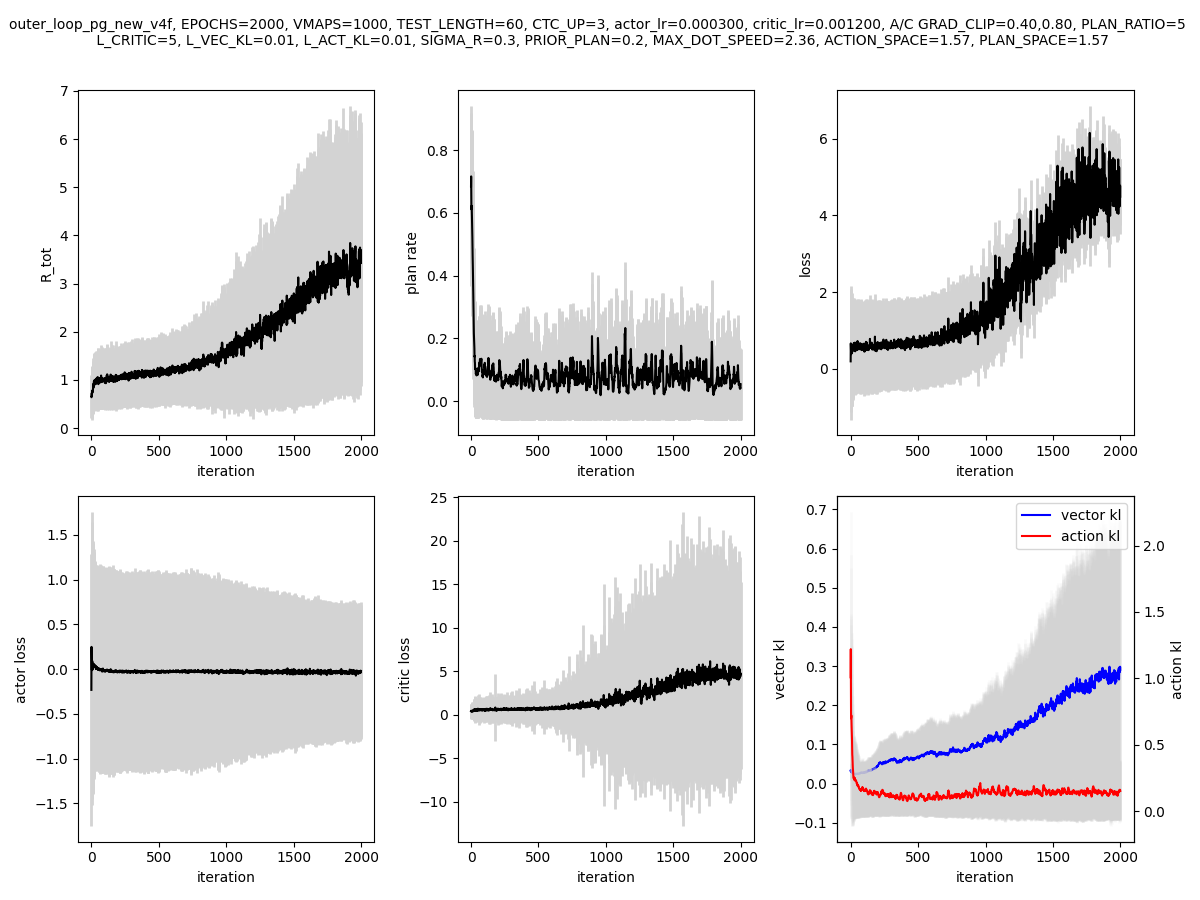 outer_loop_pg_new_v4f, EPOCHS=2000, VMAPS=1000, TEST_LENGTH=60, CTC_UP=3, actor_lr=0.000300, critic_lr=0.001200, A/C GRAD_CLIP=0.40,0.80, PLAN_RATIO=5
L_CRITIC=5, L_VEC_KL=0.01, L_ACT_KL=0.01, SIGMA_R=0.3, PRIOR_PLAN=0.2, MAX_DOT_SPEED=2.36, ACTION_SPACE=1.57, PLAN_SPACE=1.57
R_tot
7
6
5
4
3
2
1
0
0 500 1000 1500 2000
iteration
plan rate
0.8
0.6
0.4
0.2
0.0
0 500 1000 1500 2000
iteration
loss
6
4
2
0
0 500 1000 1500 2000
iteration
actor loss
1.5
1.0
0.5
0.0
−0.5
−1.0
−1.5
0 500 1000 1500 2000
iteration
critic loss
25
20
15
10
5
0
−5
−10
0 500 1000 1500 2000
iteration
vector kl
0.7
0.6
0.5
0.4
0.3
0.2
0.1
0.0
−0.1
vector kl
action kl
2.0
1.5
1.0
0.5
0.0
action kl
0 500 1000 1500 2000
iteration